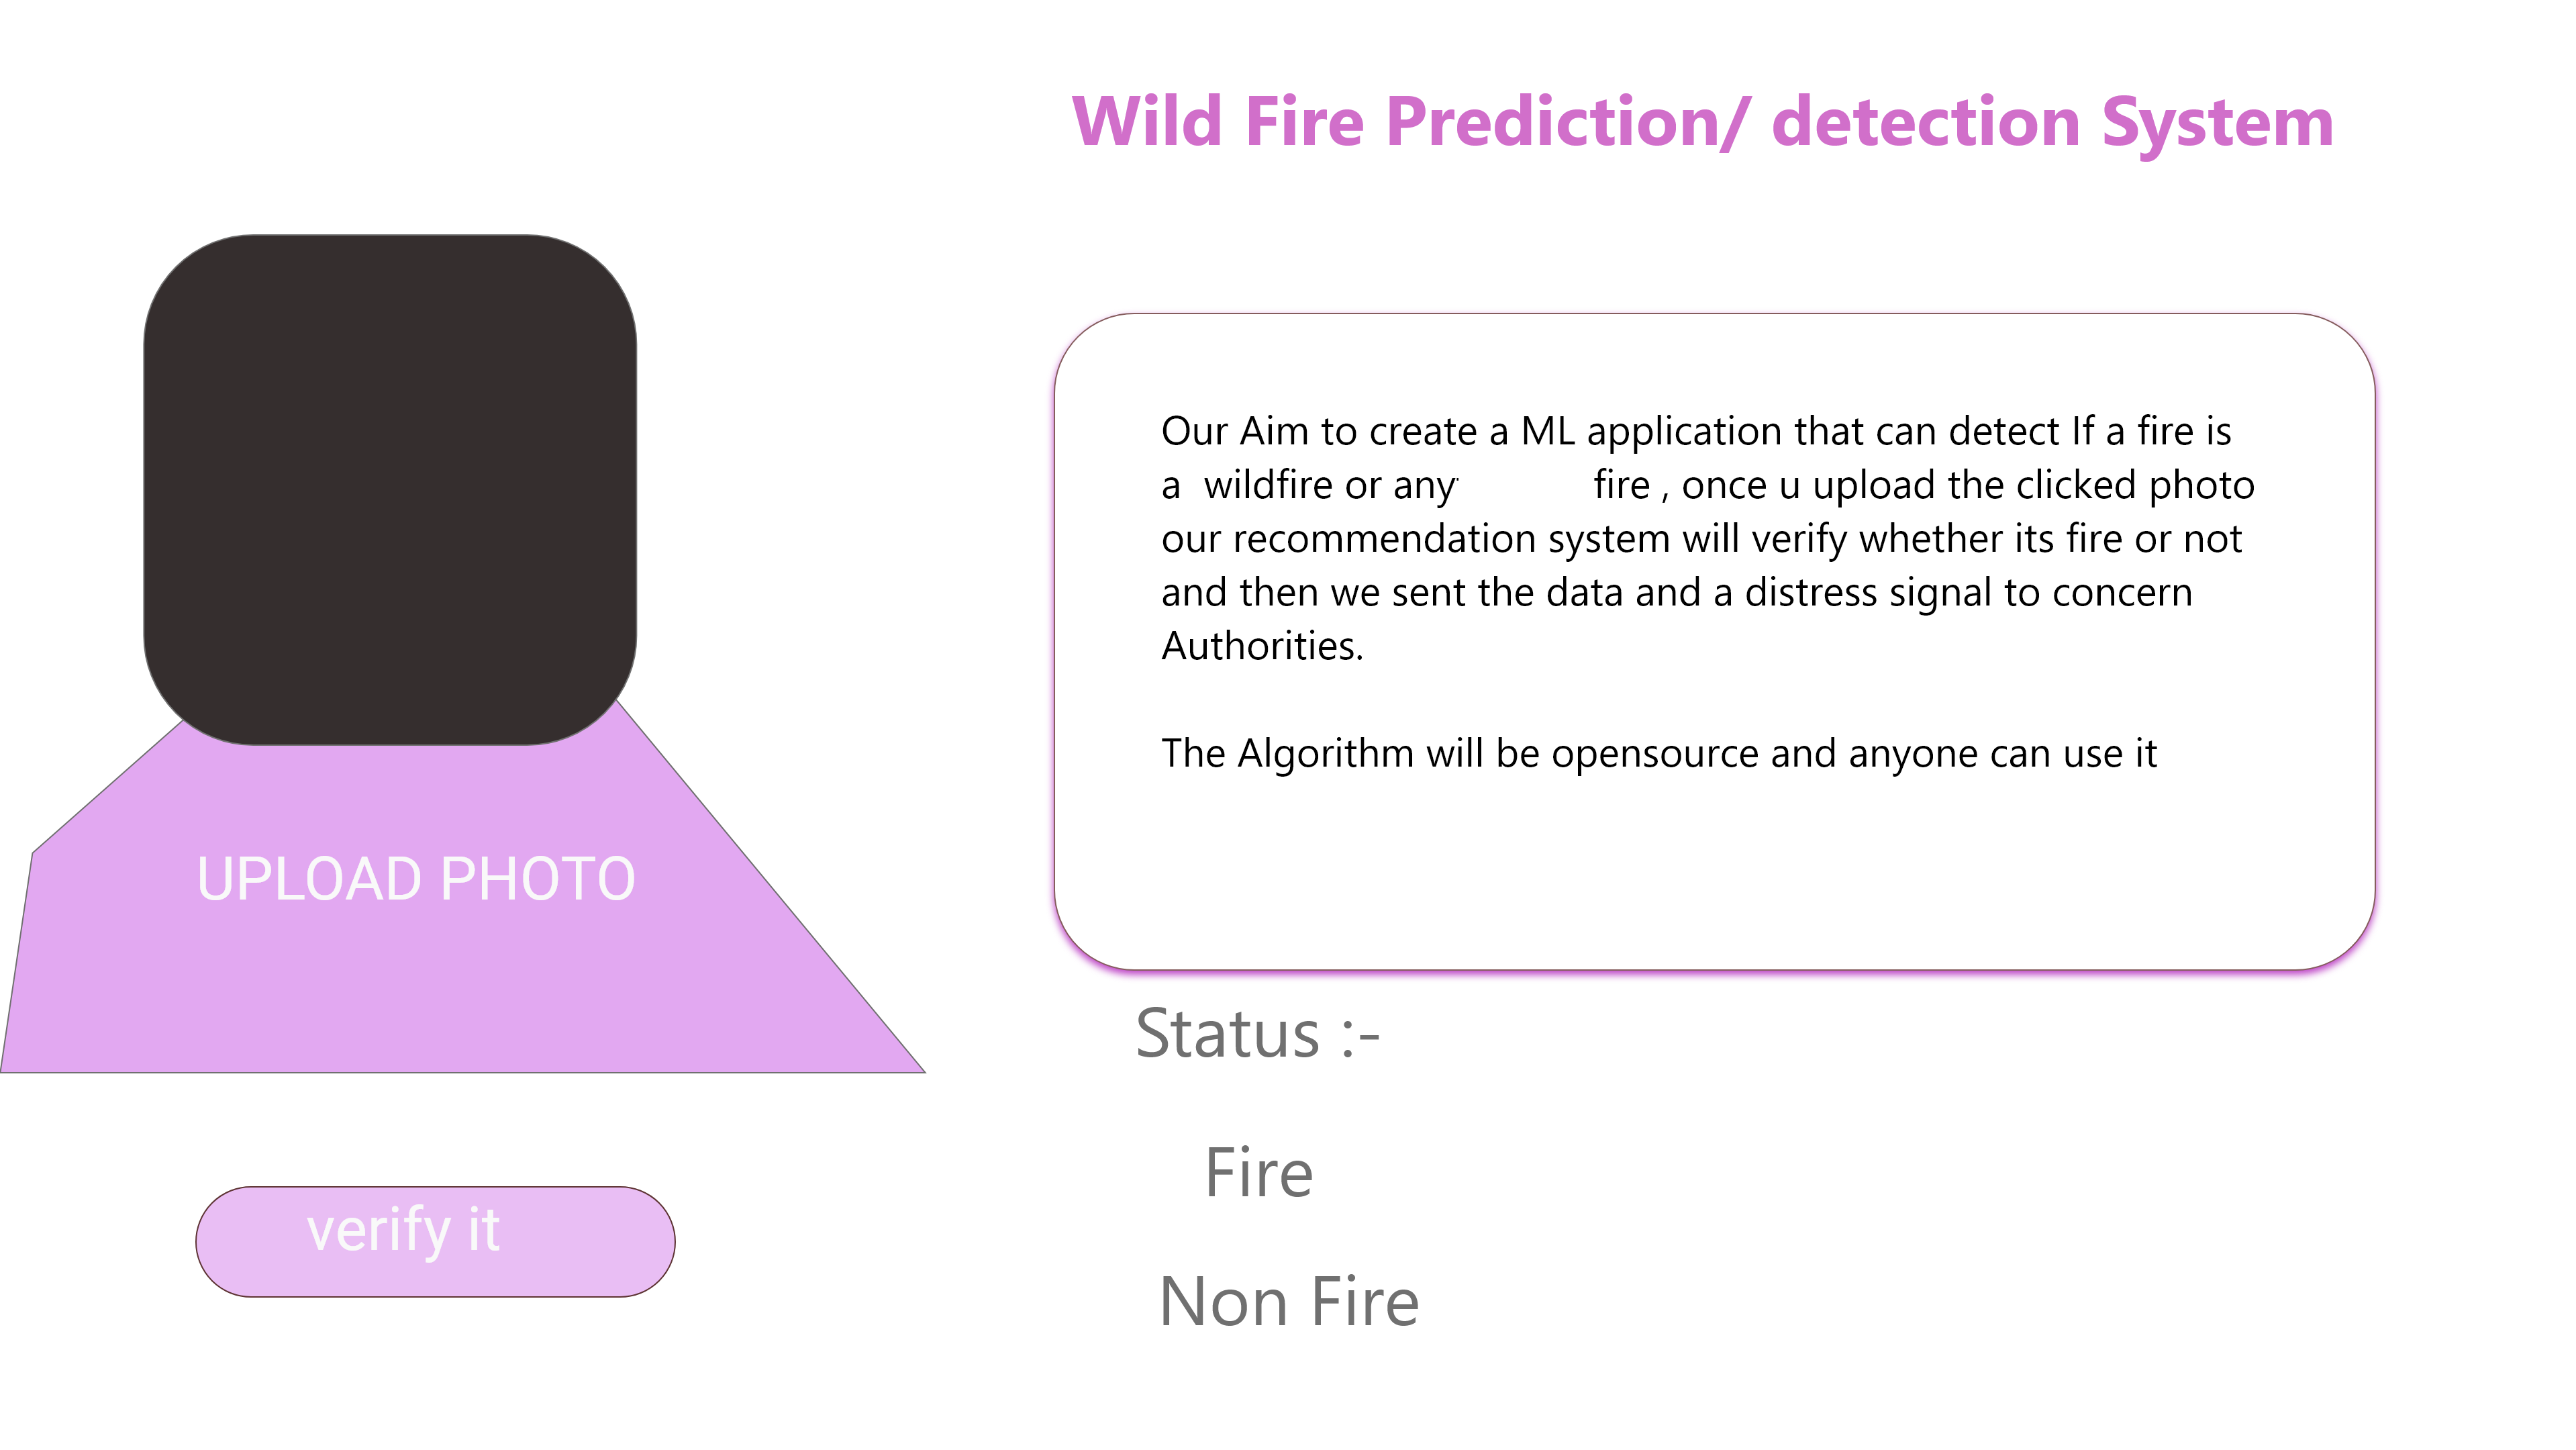 Wild Fire Prediction/ detection System
Our Aim to create a ML application that can detect If a fire is
a  wildfire or any fire , once u upload the clicked photo
our recommendation system will verify whether its fire or not
and then we sent the data and a distress signal to concern
Authorities.
The Algorithm will be opensource and anyone can use it
UPLOAD PHOTO
Status :-
Fire
verify it
Non Fire